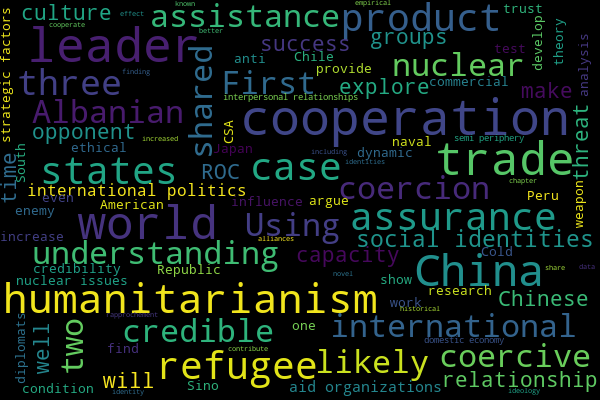 culture
assistance
product
trust
known
effect
cooperate
empirical
better
leader
success
groups
develop
theory
test
anti
Chile
nuclear
provide
analysis
strategic factors
three
shared
First
explore
commercial
make
finding
interpersonal relationships
Albanian
cooperation
opponent
CSA
increased
naval
semi periphery
threat
south
ethical
Japan
dynamic
trade
time
states
ROC
case
including
identities
chapter
international politics
coercion
Peru
weapon
even
American
influence
argue
enemy
world
Using
assurance
increase
alliances
social identities
understanding
capacity
Cold
credibility
Republic
show
China
share
data
nuclear issues
novel
research
humanitarianism
work
Chinese
rapprochement
historical
diplomats
well
two
credible
one
international
domestic economy
find
contribute
refugee
likely
coercive
will
Sino
aid organizations
relationship
condition
identity
ideology